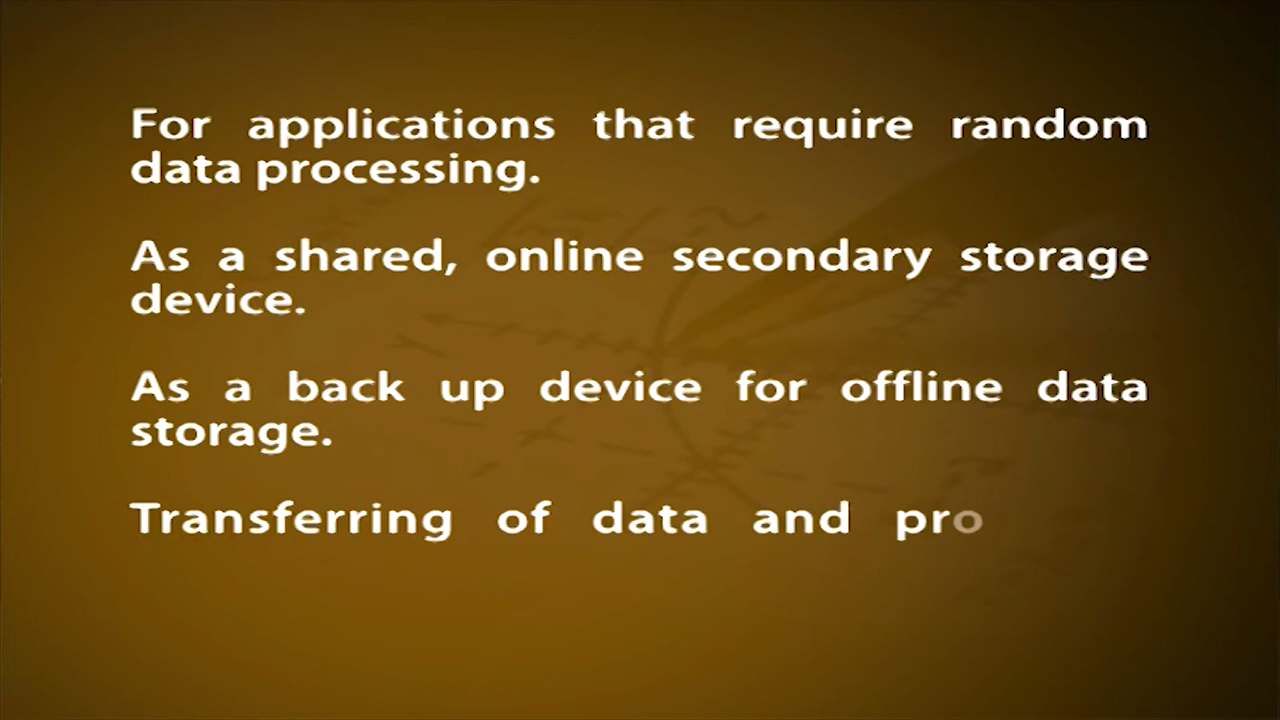 For applications that require random
data processing.
As a shared, online secondary storage
device.
As a back up device for offline data
storage.
Transferring of data and pro